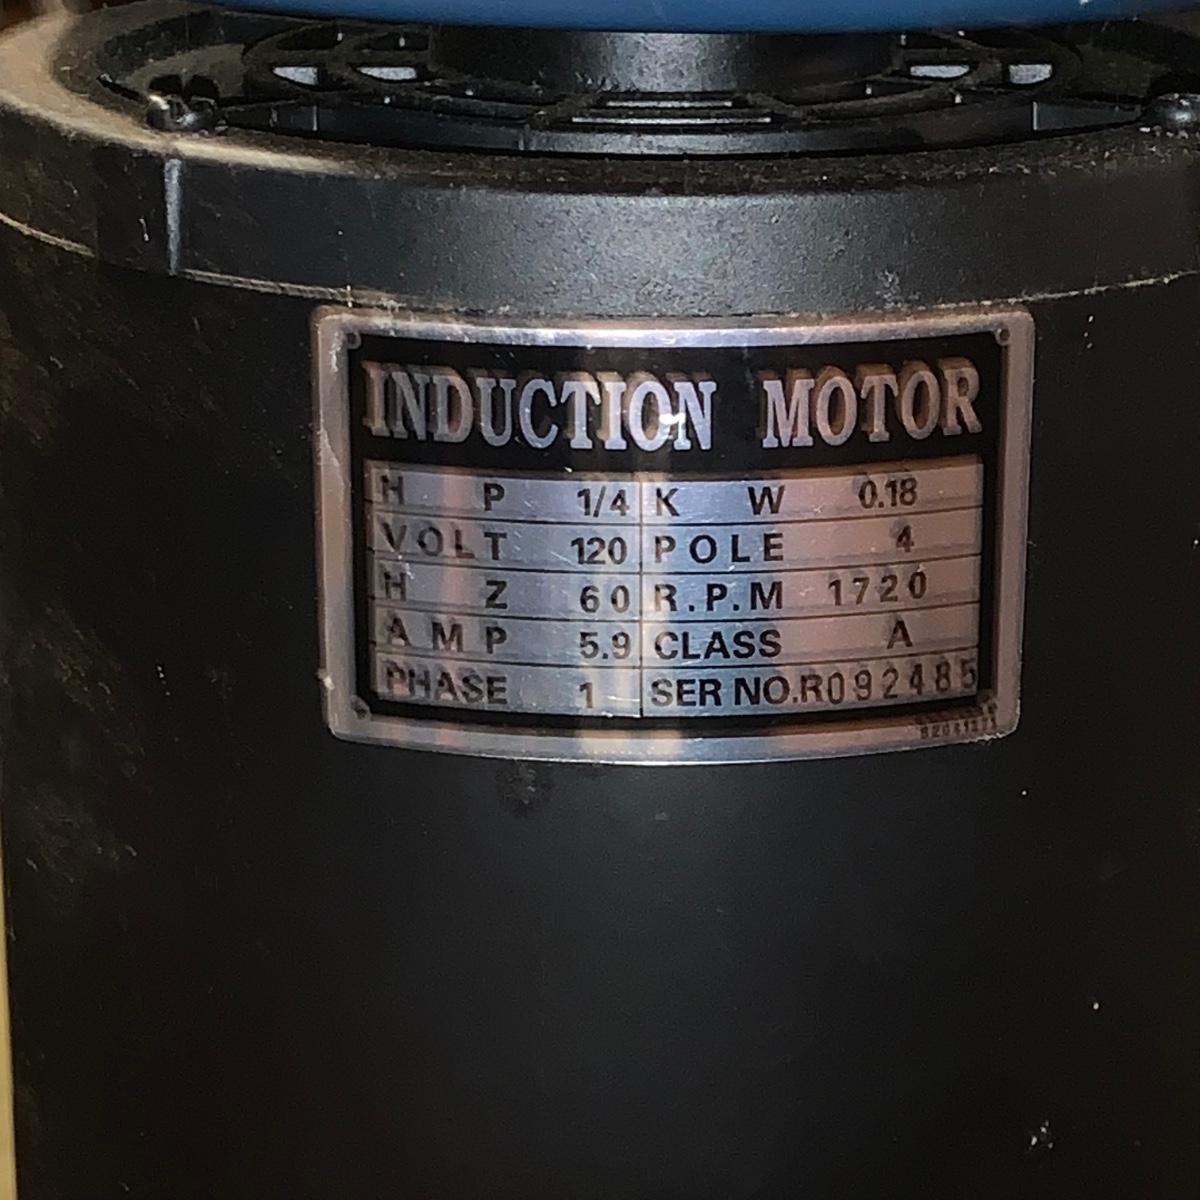 INDUCTION MOTOR
H P 1/4 K W 0.18
VOLT 120 POLE 4
H Z 60 R.P.M 1720
AMP 5.9 CLASS A
PHASE 1 SER NO.R092485